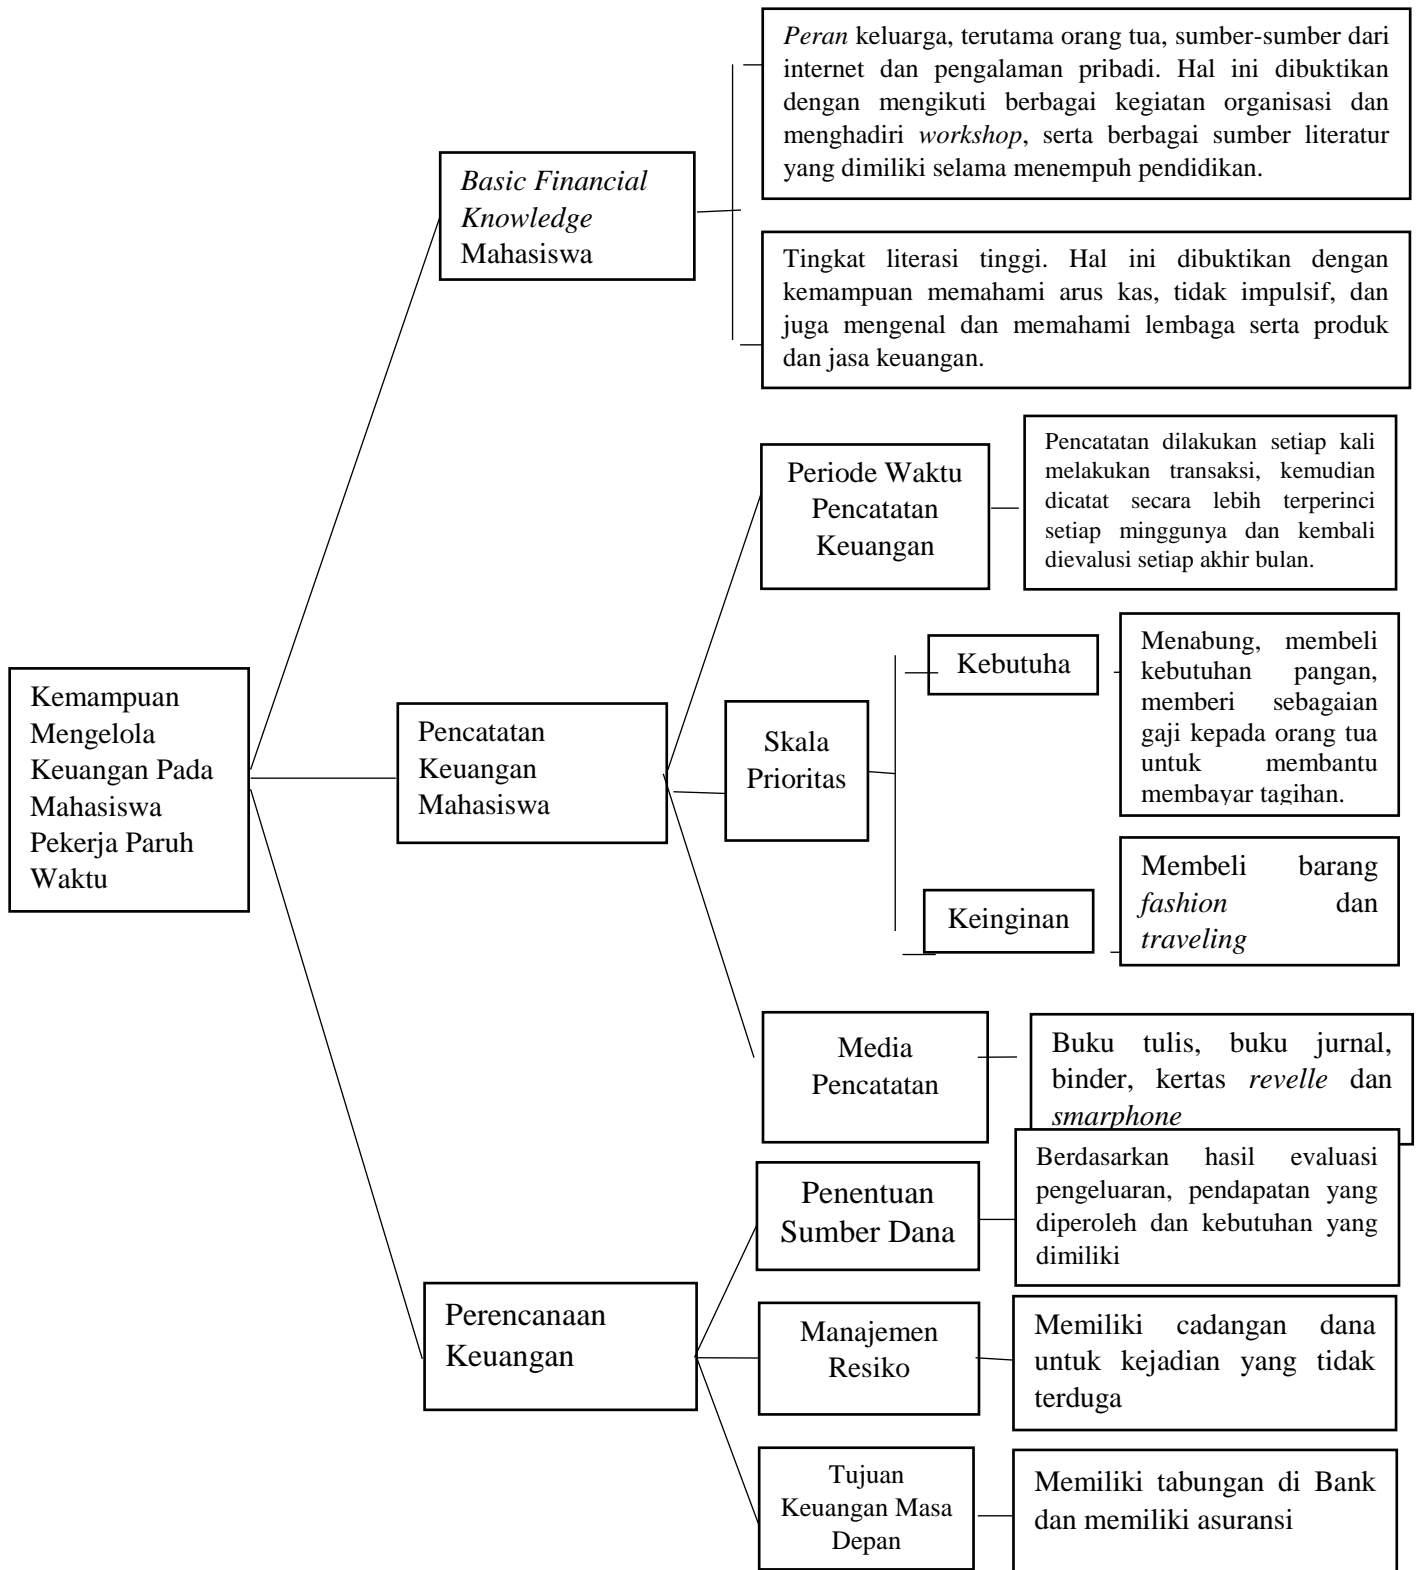 Peran keluarga, terutama orang tua, sumber-sumber dari
internet dan pengalaman pribadi. Hal ini dibuktikan
dengan mengikuti berbagai kegiatan organisasi dan
menghadiri workshop, serta berbagai sumber literatur
yang dimiliki selama menempuh pendidikan.
Basic Financial
Knowledge
Mahasiswa
Tingkat literasi tinggi. Hal ini dibuktikan dengan
kemampuan memahami arus kas, tidak impulsif, dan
juga mengenal dan memahami lembaga serta produk
dan jasa keuangan.
Periode Waktu
Pencatatan
Keuangan
Pencatatan dilakukan setiap kali
melakukan transaksi, kemudian
dicatat secara lebih terperinci
setiap minggunya dan kembali
dievalusi setiap akhir bulan.
Kebutuha
Menabung, membeli
kebutuhan pangan,
memberi sebagaian
gaji kepada orang tua
untuk membantu
membayar tagihan.
Kemampuan
Mengelola
Keuangan Pada
Mahasiswa
Pekerja Paruh
Waktu
Pencatatan
Keuangan
Mahasiswa
Skala
Prioritas
Keinginan
Membeli barang
fashion dan
traveling
Media
Pencatatan
Buku tulis, buku jurnal,
binder, kertas revelle dan
smarphone
Penentuan
Sumber Dana
Berdasarkan hasil evaluasi
pengeluaran, pendapatan yang
diperoleh dan kebutuhan yang
dimiliki
Perencanaan
Keuangan
Manajemen
Resiko
Memiliki cadangan dana
untuk kejadian yang tidak
terduga
Tujuan
Keuangan Masa
Depan
Memiliki tabungan di Bank
dan memiliki asuransi